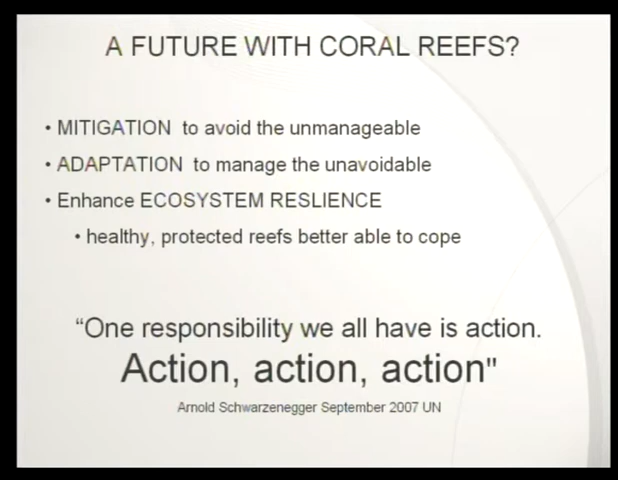 A FUTURE WITH CORAL REEFS?
• MITIGATION to avoid the unmanageable
• ADAPTATION to manage the unavoidable
• Enhance ECOSYSTEM RESLIENCE
• healthy, protected reefs better able to cope
“One responsibility we all have is action.
Action, action, action"
Arnold Schwarzenegger September 2007 UN